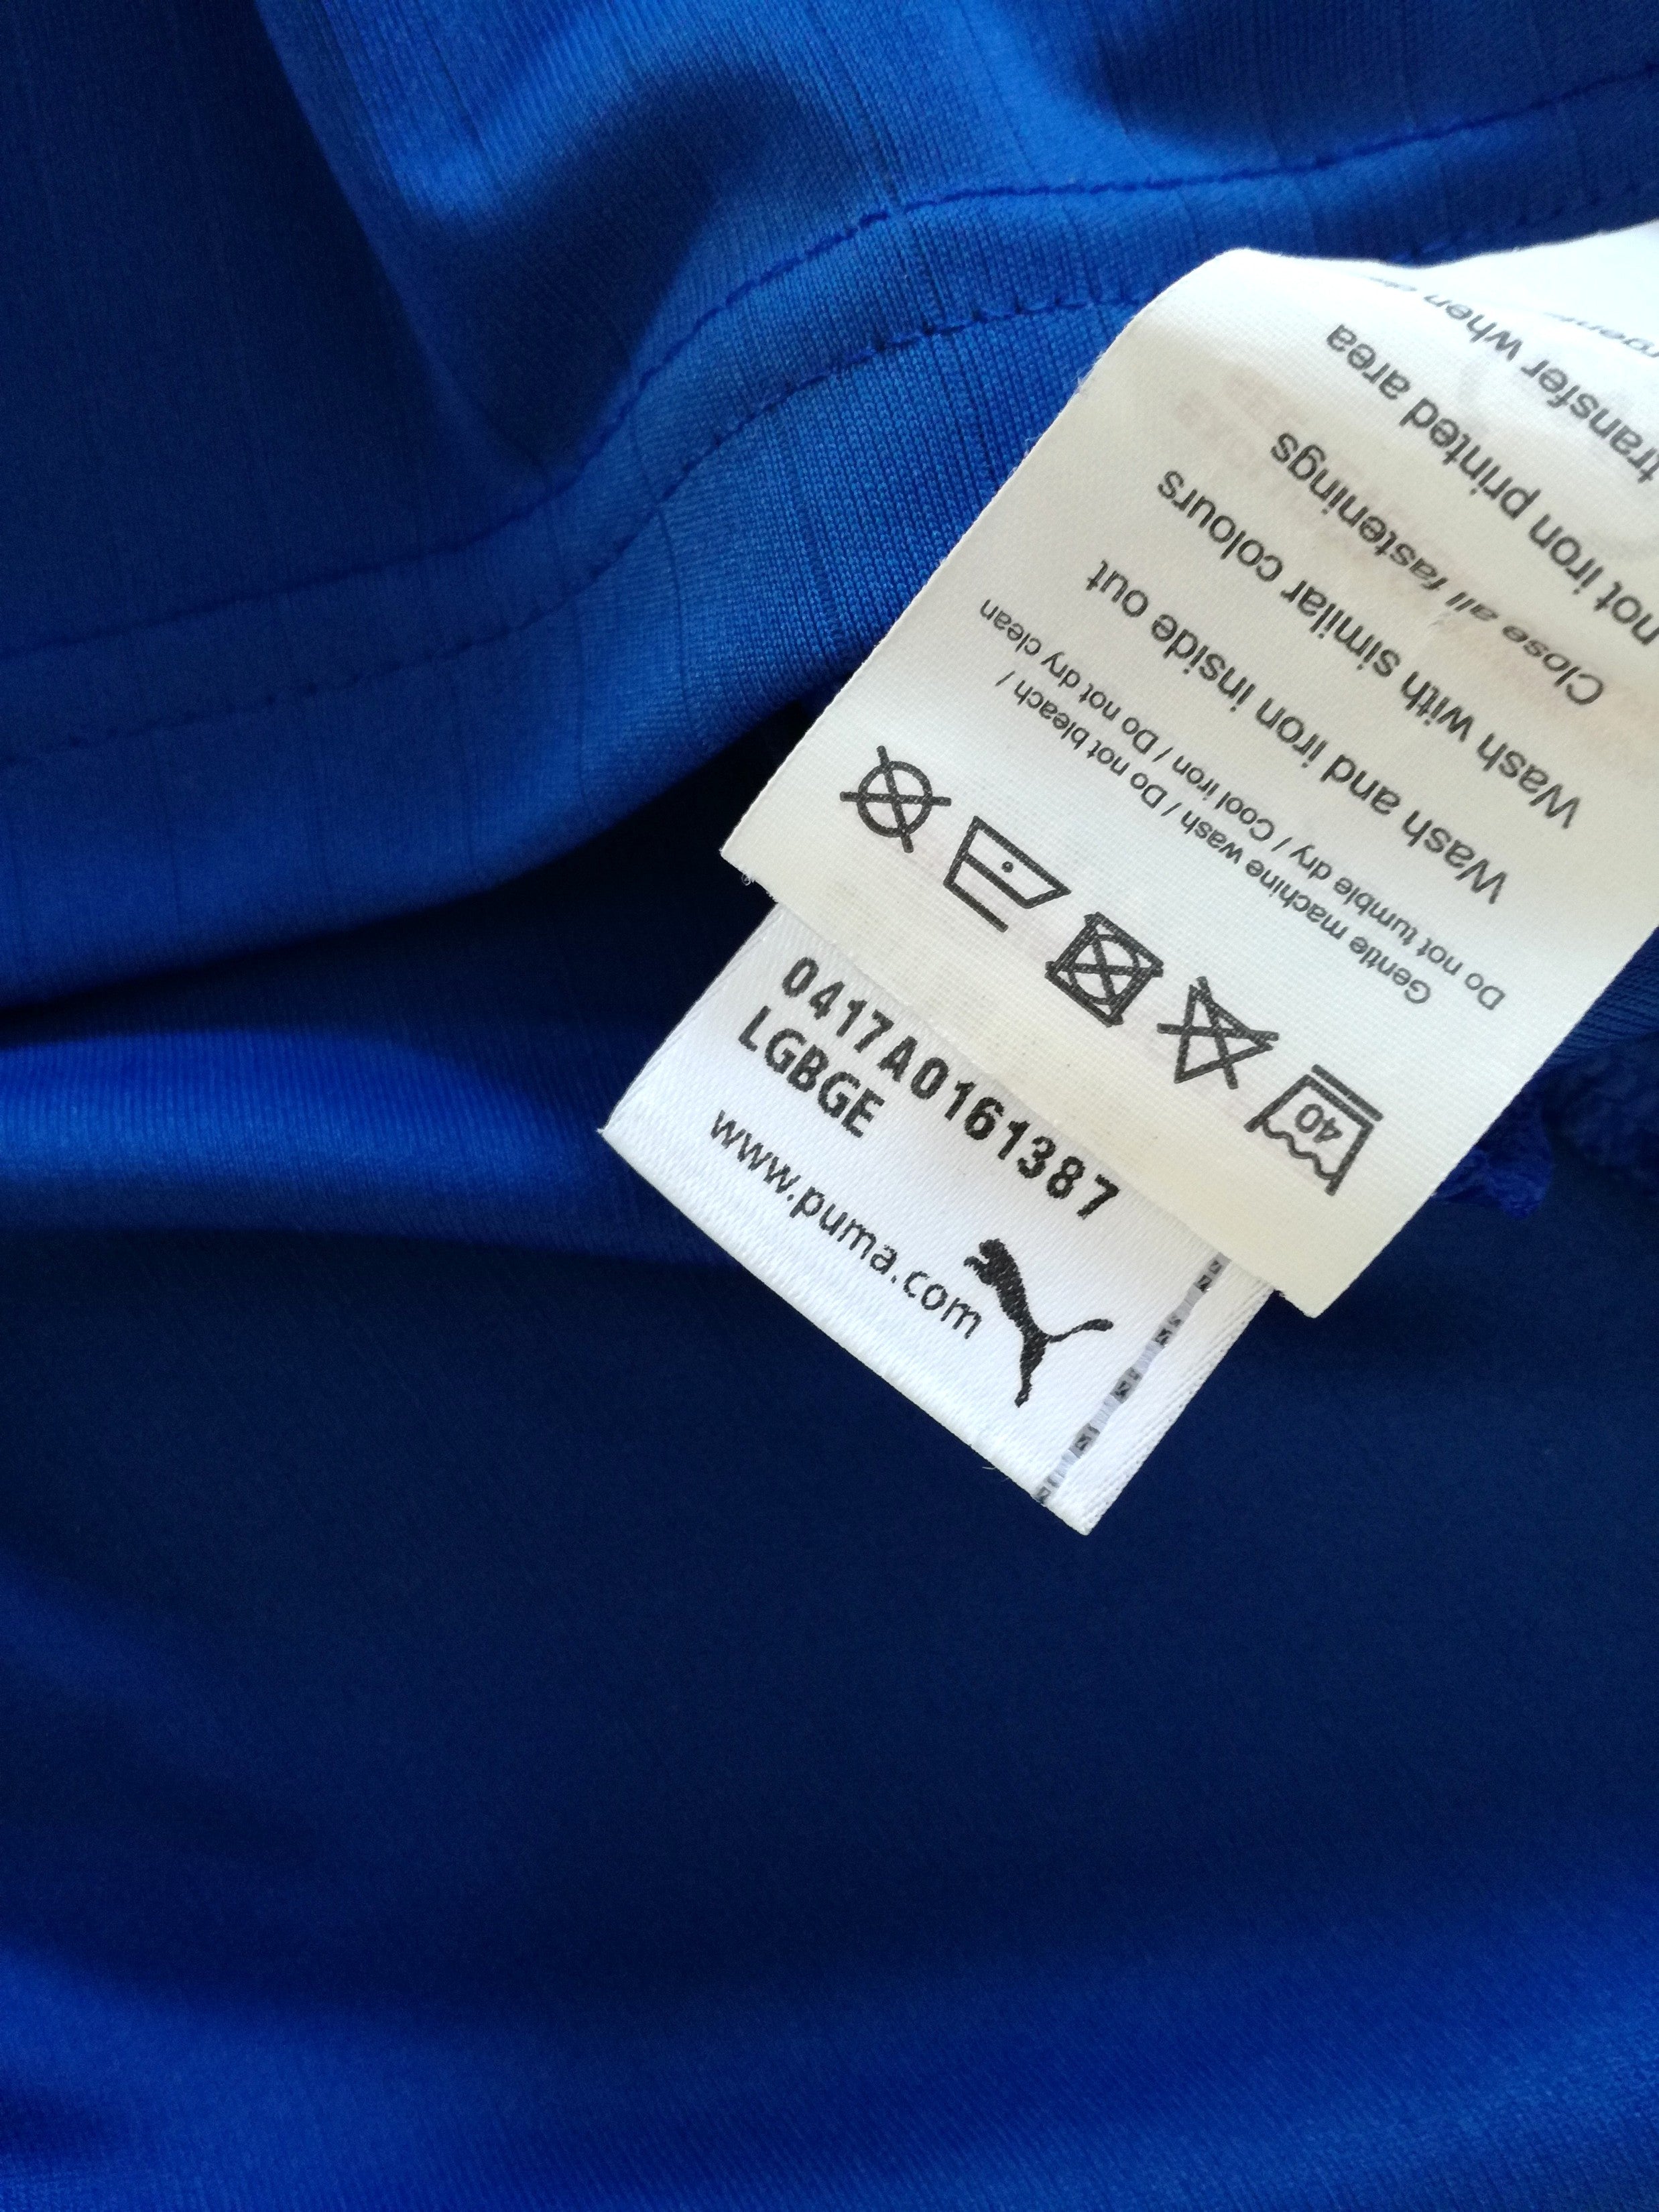 0417A0161387
LGBGE
www.puma.com
40
Gentle machine wash / Do not bleach /
Do not tumble dry / Cool iron / Do not dry clean
Wash and iron inside out
Wash with similar colours
Close all fastenings
not iron printed area
transfer when